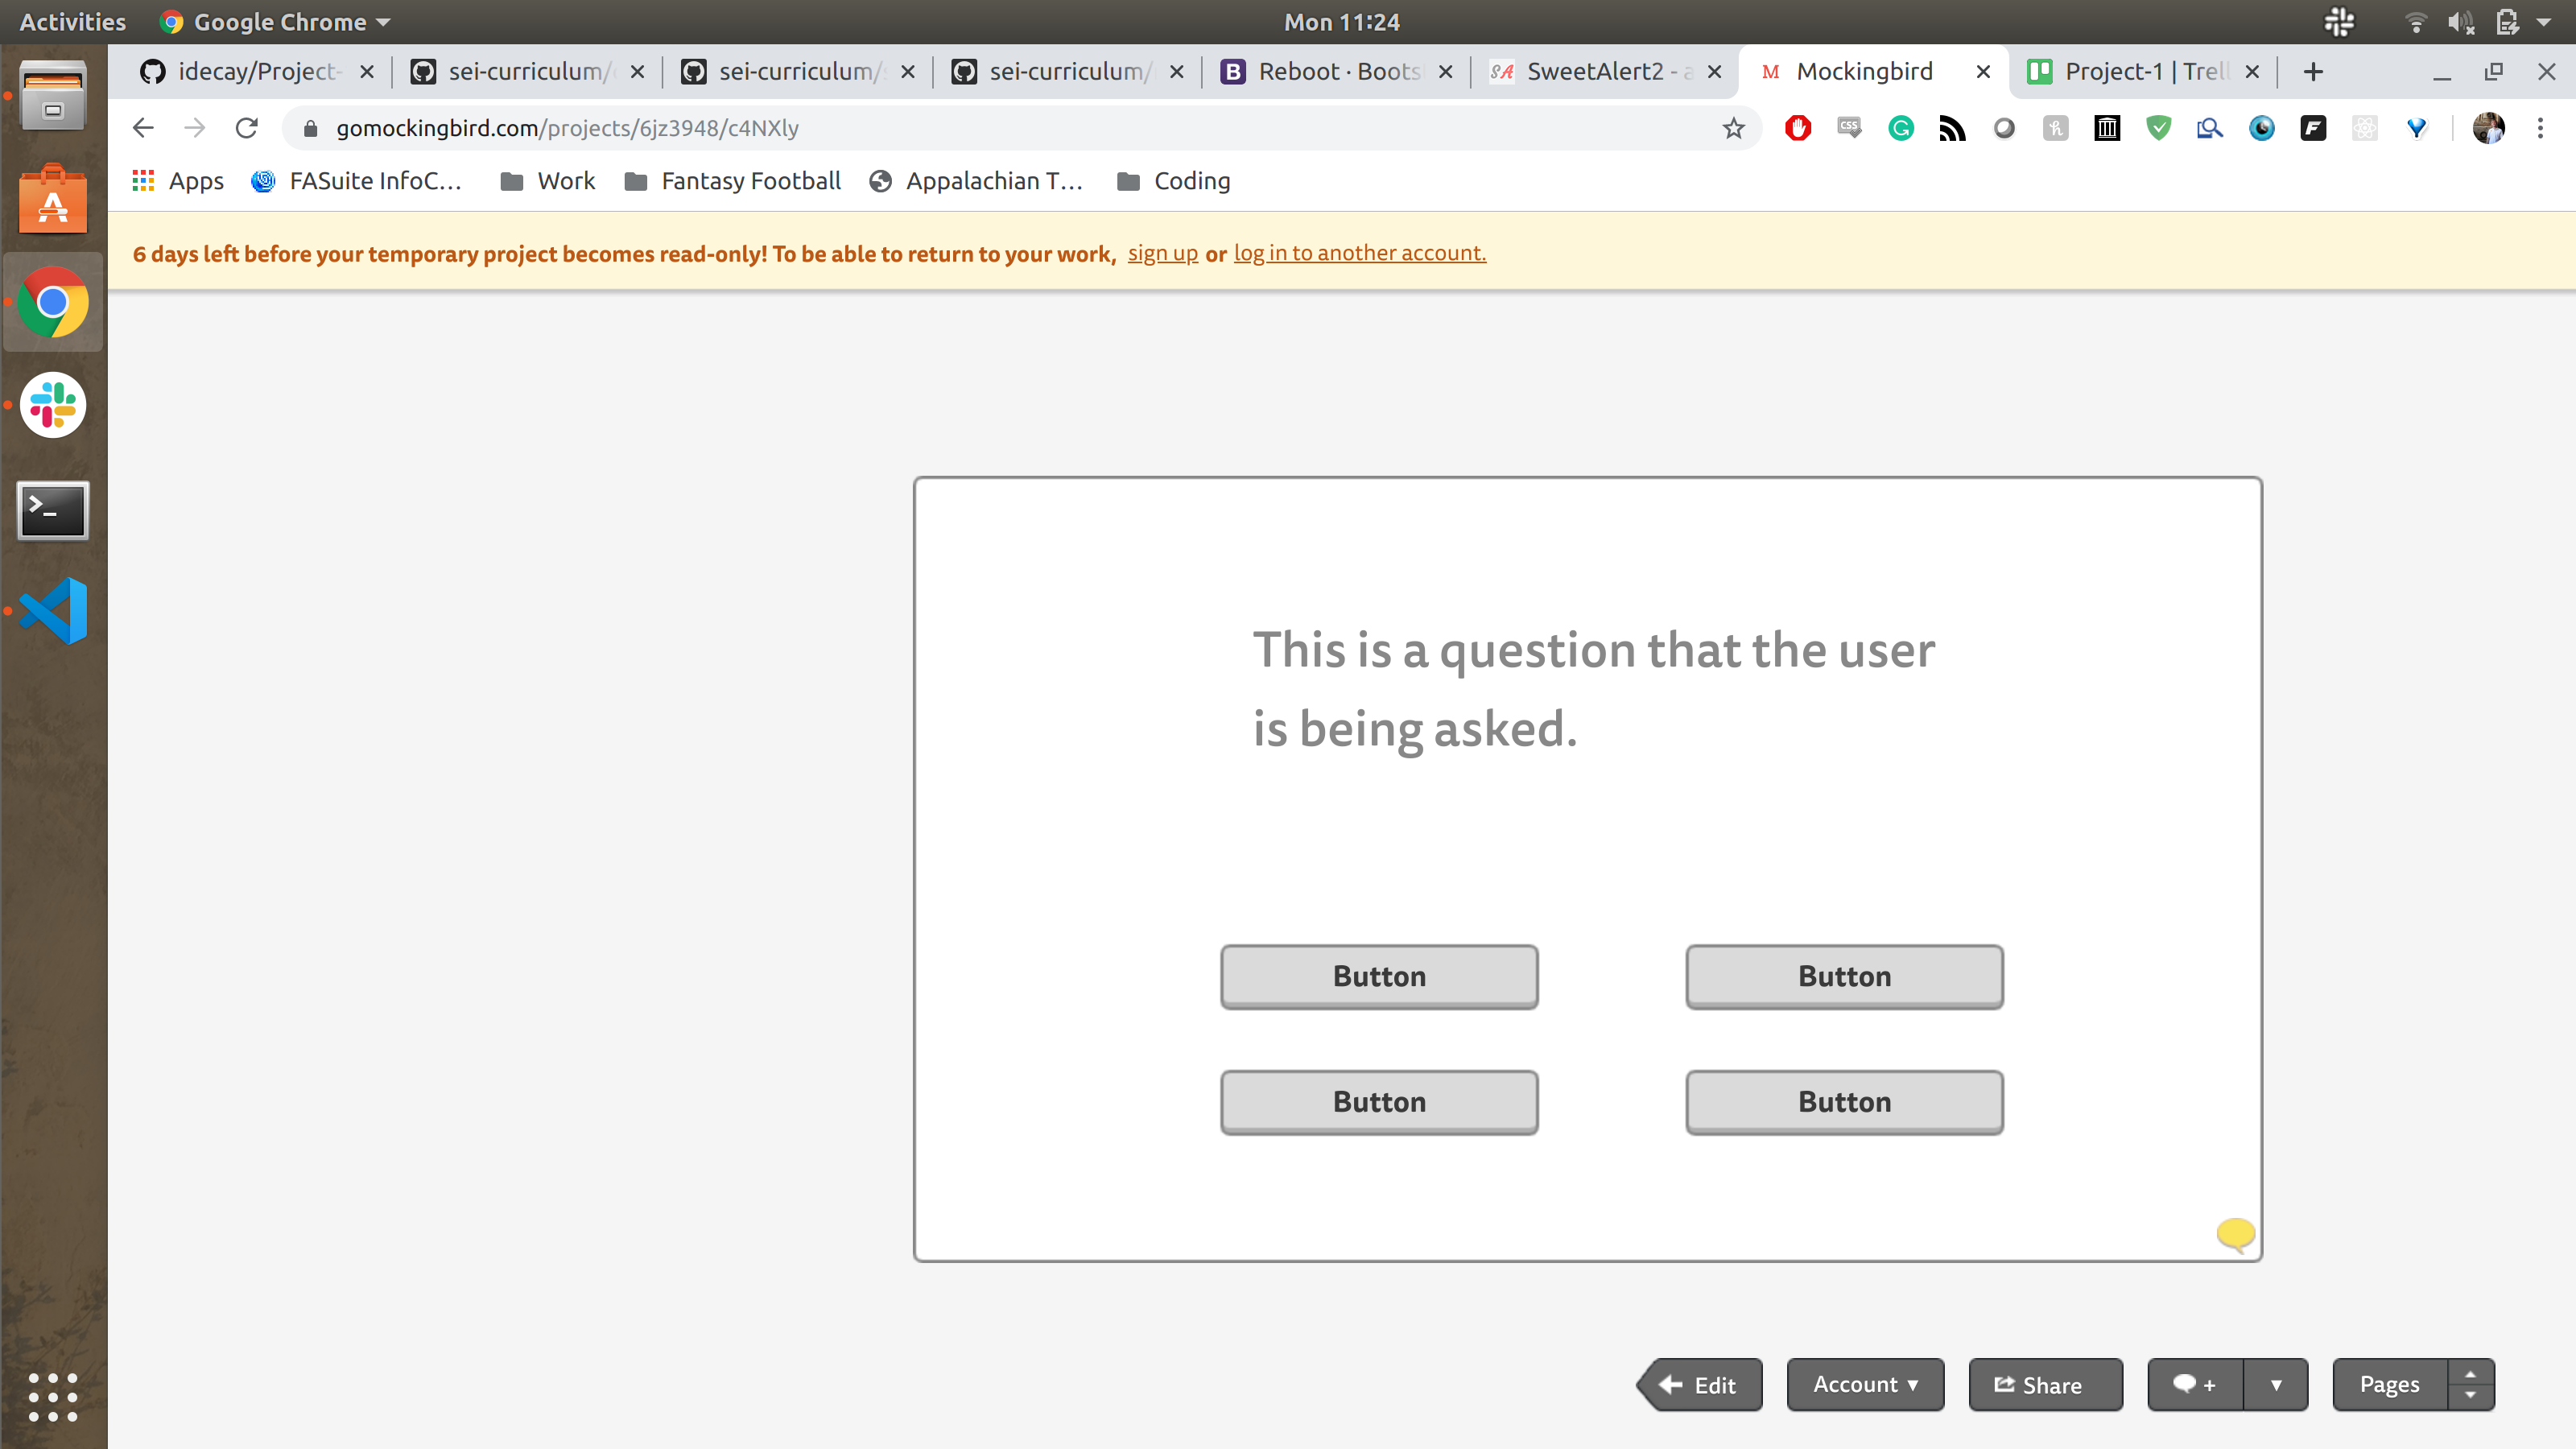 Activities Google Chrome Mon 11:24
idecay/Project- sei-curriculum/ sei-curriculum/ sei-curriculum/ Reboot · Boots SweetAlert2 - a Mockingbird Project-1 | Trell
gomockingbird.com/projects/6jz3948/c4NXly
Apps FASuite InfoC... Work Fantasy Football Appalachian T... Coding
6 days left before your temporary project becomes read-only! To be able to return to your work, sign up or log in to another account.
This is a question that the user
is being asked.
Button Button
Button Button
Edit Account ▾ Share + ▾ Pages